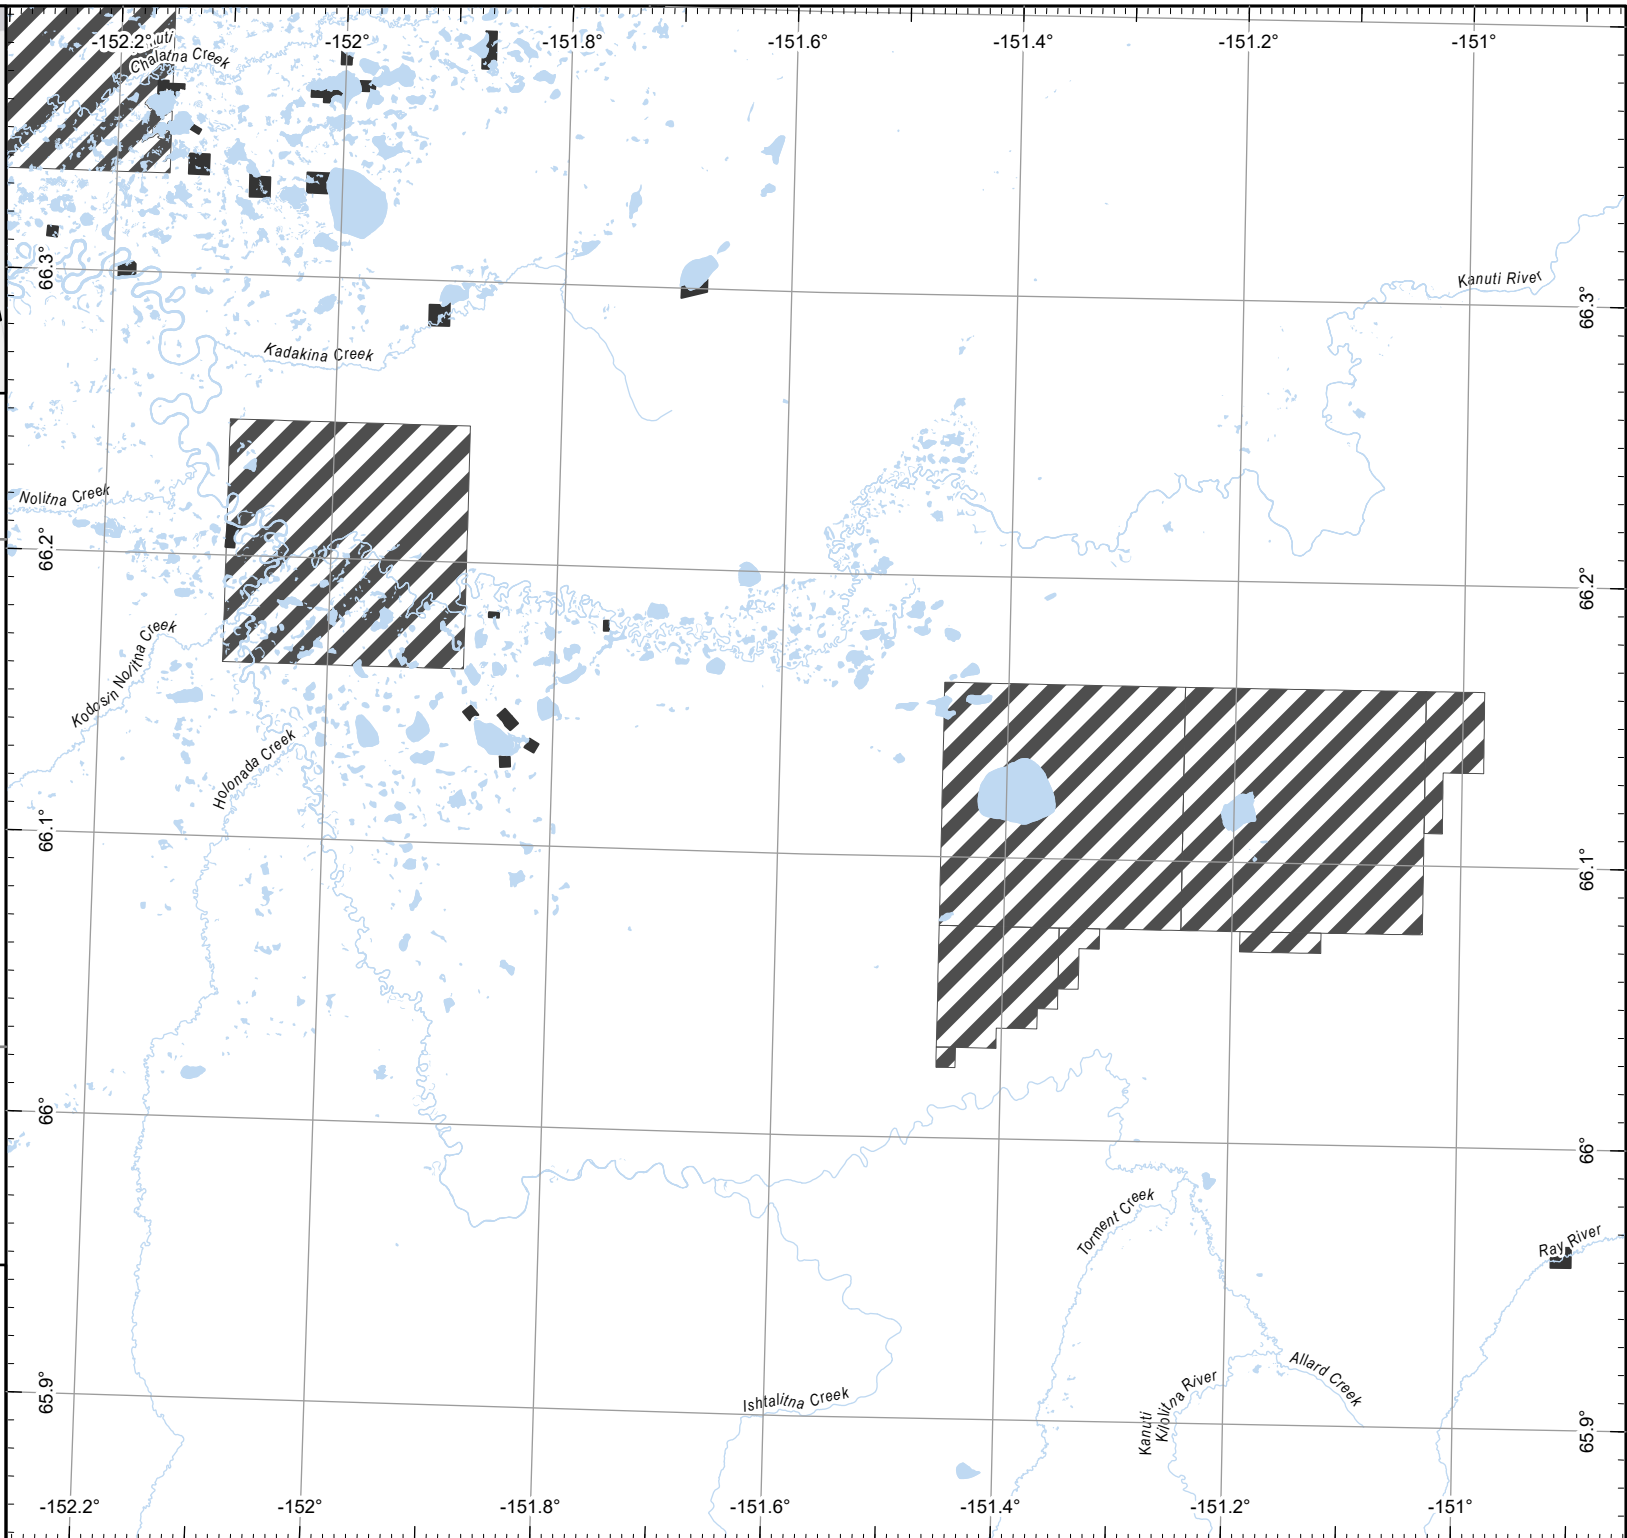 -152.2° -152° -151.8° -151.6° -151.4° -151.2° -151°
uti
Chalatna Creek
66.3°
Kanuti River
66.3°
Kadakina Creek
Nolitna Creek
66.2°
66.2°
Kodosin Nolitna Creek
Holonada Creek
66.1°
66.1°
66°
66°
Torment Creek
Ray River
65.9°
Ishtalitna Creek
Allard Creek
Kanuti
Kilolitna River
65.9°
-152.2° -152° -151.8° -151.6° -151.4° -151.2° -151°